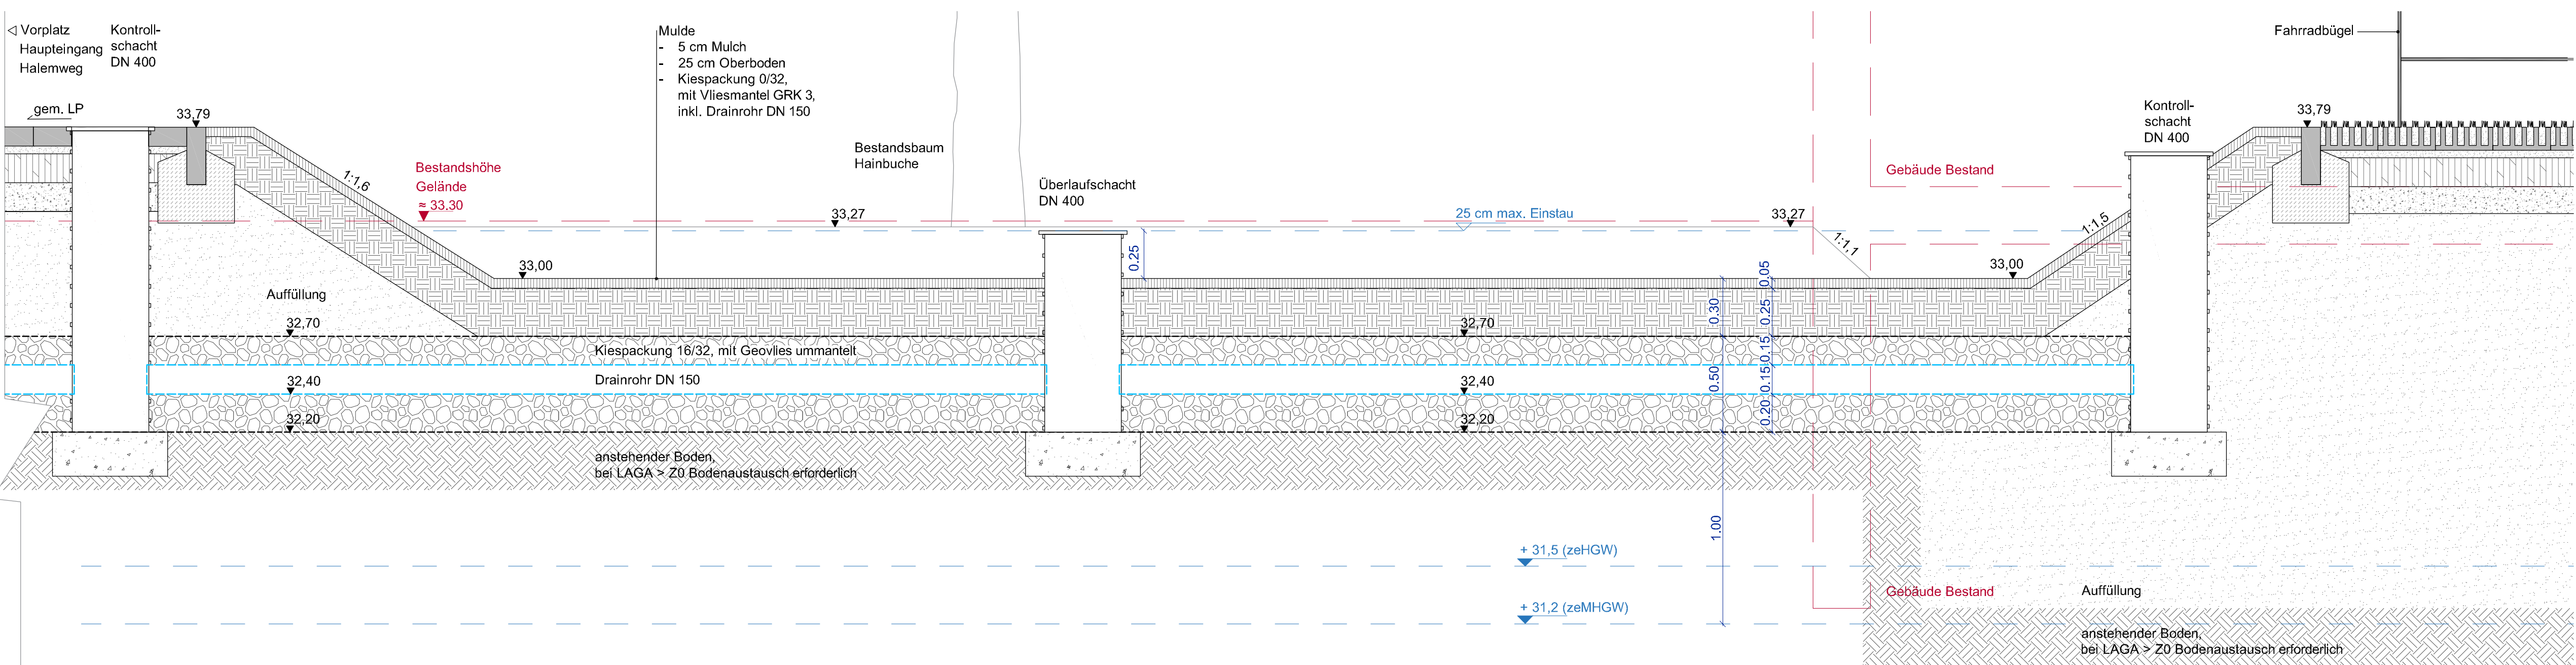 Vorplatz
Haupteingang
Halemweg
Kontroll-
schacht
DN 400
gem. LP
33,79
1:1,6
Bestandshöhe
Gelände
≈ 33.30
33,00
Mulde
- 5 cm Mulch
- 25 cm Oberboden
- Kiespackung 0/32,
mit Vliesmantel GRK 3,
inkl. Drainrohr DN 150
33,27
Bestandsbaum
Hainbuche
Überlaufschacht
DN 400
0.25
25 cm max. Einstau
33,27
1:1,1
Gebäude Bestand
33,00
1:1,5
Kontroll-
schacht
DN 400
Fahrradbügel
33,79
Auffüllung
32,70
Kiespackung 16/32, mit Geovlies ummantelt
Drainrohr DN 150
32,40
32,20
anstehender Boden,
bei LAGA > Z0 Bodenaustausch erforderlich
32,70
32,40
32,20
0.30
0.50
1.00
0.05
0.25
0.15
0.15
0.20
+ 31,5 (zeHGW)
+ 31,2 (zeMHGW)
Gebäude Bestand
Auffüllung
anstehender Boden,
bei LAGA > Z0 Bodenaustausch erforderlich